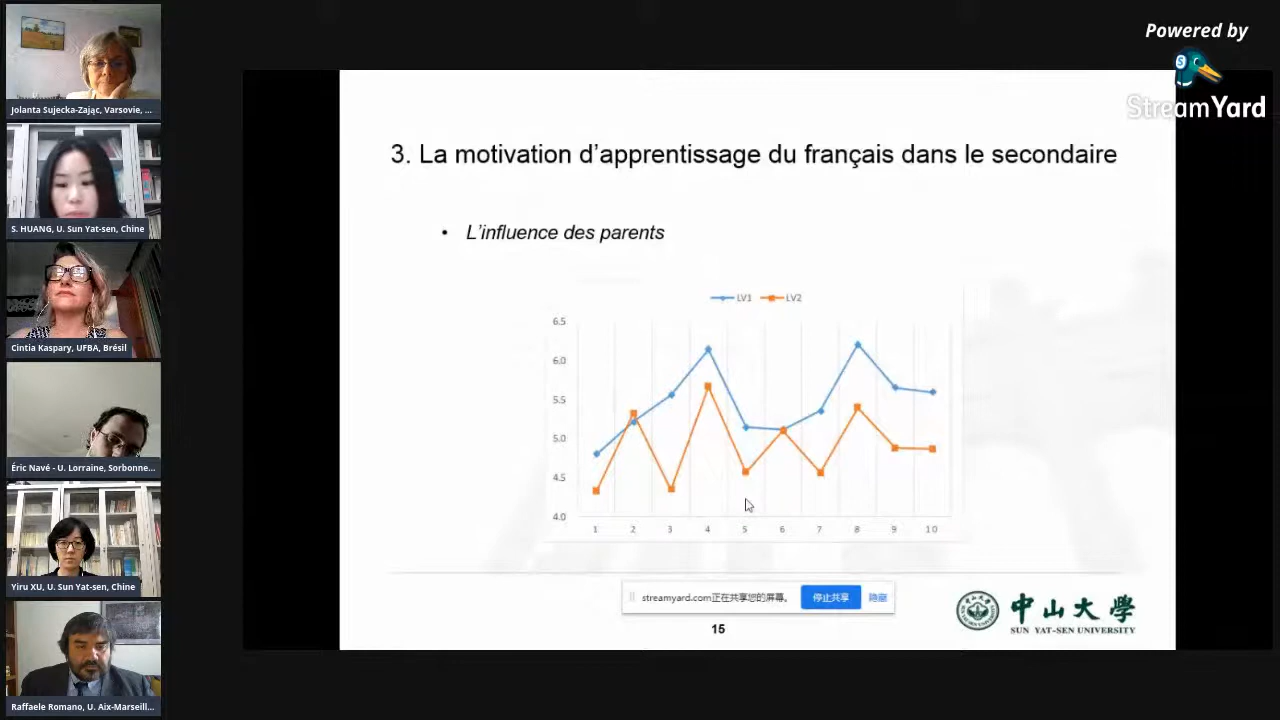 Powered by
StreamYard
Jolanta Sujecka-Zając, Varsovie, ...
S. HUANG, U. Sun Yat-sen, Chine
Cintia Kaspary, UFBA, Brésil
Éric Navé - U. Lorraine, Sorbonne...
Yiru XU, U. Sun Yat-sen, Chine
Raffaele Romano, U. Aix-Marseill...
3. La motivation d’apprentissage du français dans le secondaire
• L’influence des parents
LV1 LV2
6.5
6.0
5.5
5.0
4.5
4.0
1 2 3 4 5 6 7 8 9 10
streamyard.com正在共享您的屏幕。 停止共享 隐藏
15
中山大學
SUN YAT-SEN UNIVERSITY